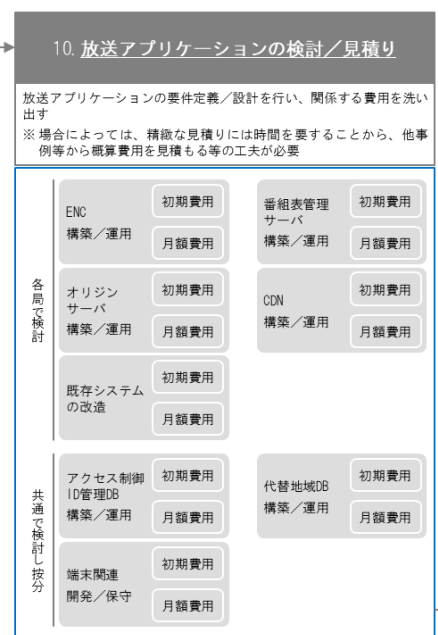 10. 放送アプリケーションの検討／見積り
放送アプリケーションの要件定義／設計を行い、関係する費用を洗い
出す
※ 場合によっては、精緻な見積りには時間を要することから、他事
例等から概算費用を見積もる等の工夫が必要
各局で検討
ENC
構築／運用
初期費用
月額費用
番組表管理
サーバ
構築／運用
初期費用
月額費用
オリジン
サーバ
構築／運用
初期費用
月額費用
CDN
構築／運用
初期費用
月額費用
既存システム
の改造
初期費用
月額費用
共通で検討し按分
アクセス制御
ID管理DB
構築／運用
初期費用
月額費用
代替地域DB
構築／運用
初期費用
月額費用
端末関連
開発／保守
初期費用
月額費用